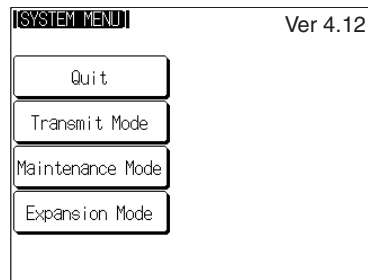 [SYSTEM MENU]
Ver 4.12
Quit
Transmit Mode
Maintenance Mode
Expansion Mode